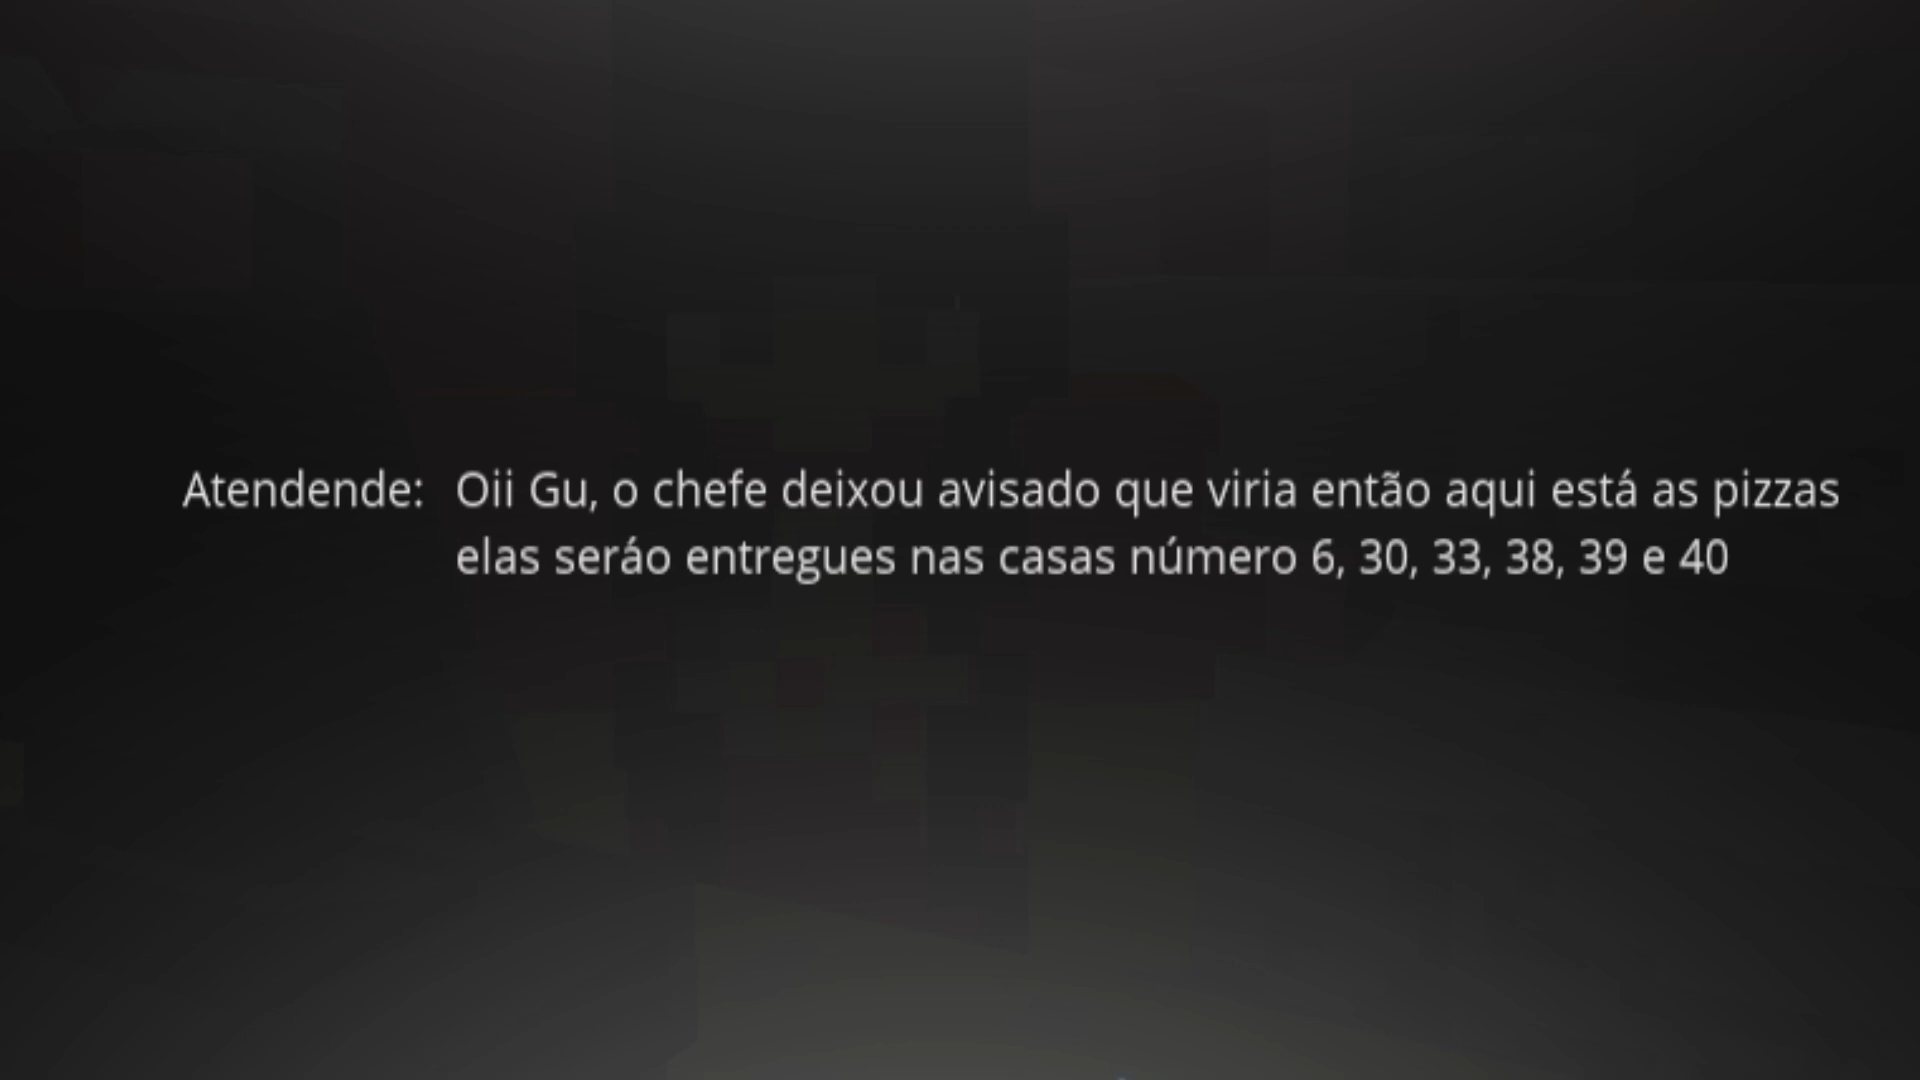 Atendende: Oii Gu, o chefe deixou avisado que viria então aqui está as pizzas
elas seráo entregues nas casas número 6, 30, 33, 38, 39 e 40